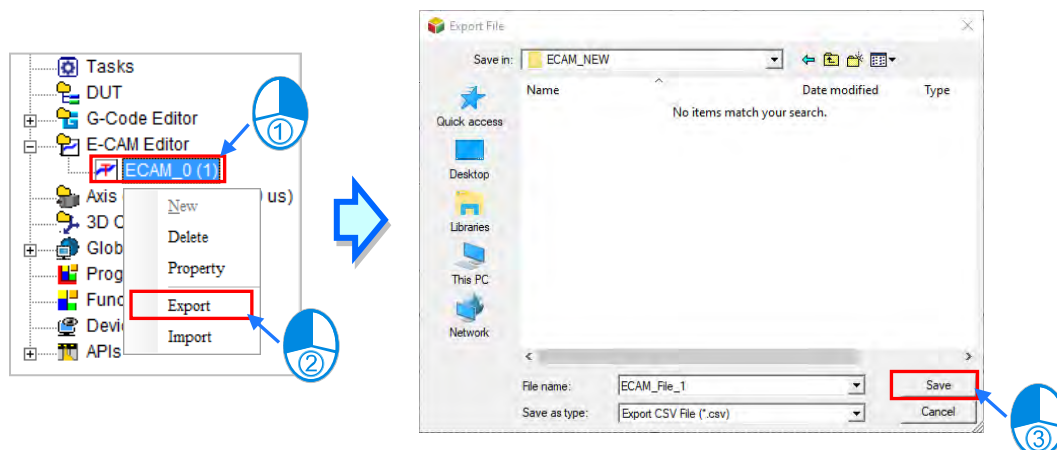 Tasks
DUT
G-Code Editor
E-CAM Editor
ECAM_0 (1)
Axis us)
3D C
Glob
Prog
Func
Devi
APIs
New
Delete
Property
Export
Import
①
②
Export File
Save in: ECAM_NEW
Name Date modified Type
No items match your search.
Quick access
Desktop
Libraries
This PC
Network
File name: ECAM_File_1 Save
Save as type: Export CSV File (*.csv) Cancel
③